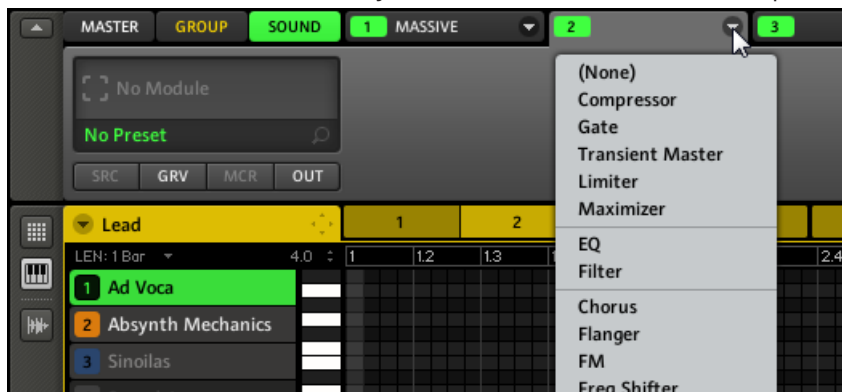 MASTER GROUP SOUND 1 MASSIVE 2 3
No Module
No Preset
SRC GRV MCR OUT
(None)
Compressor
Gate
Transient Master
Limiter
Maximizer
EQ
Filter
Chorus
Flanger
FM
Freq Shifter
Lead 1 2
LEN: 1 Bar 4.0 1 1.2 1.3 2.4
1 Ad Voca
2 Absynth Mechanics
3 Sinoilas